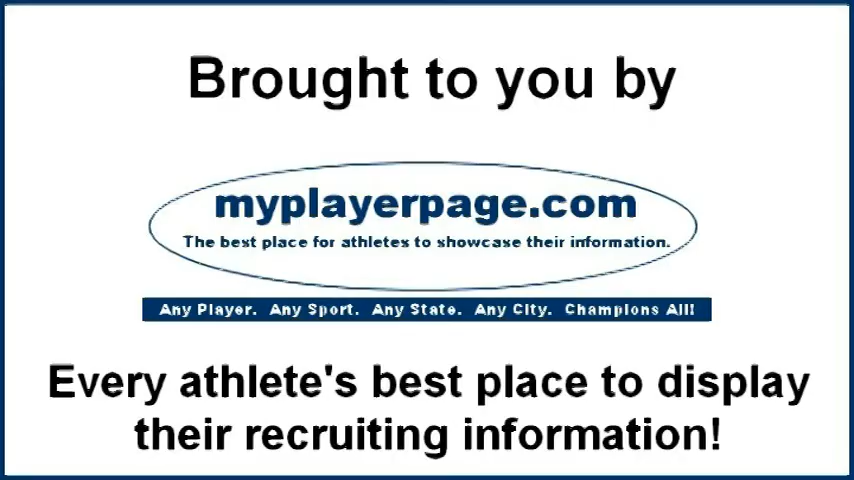 Brought to you by
myplayerpage.com
The best place for athletes to showcase their information.
Any Player. Any Sport. Any State. Any City. Champions All!
Every athlete's best place to display
their recruiting information!